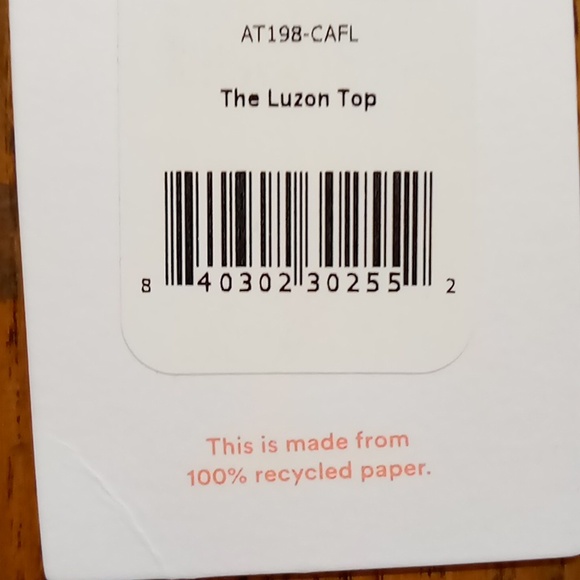 AT198-CAFL
The Luzon Top
8 40302 30255 2
This is made from
100% recycled paper.